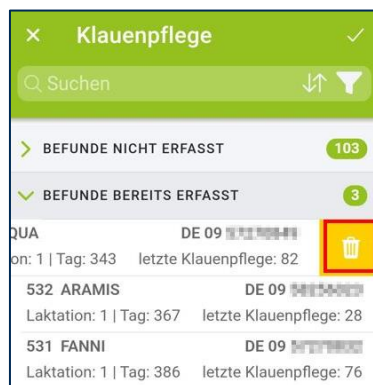 Klauenpflege
Suchen
BEFUNDE NICHT ERFASST 103
BEFUNDE BEREITS ERFASST 3
QUA DE 09
on: 1 | Tag: 343 letzte Klauenpflege: 82
532 ARAMIS DE 09
Laktation: 1 | Tag: 367 letzte Klauenpflege: 28
531 FANNI DE 09
Laktation: 1 | Tag: 386 letzte Klauenpflege: 76